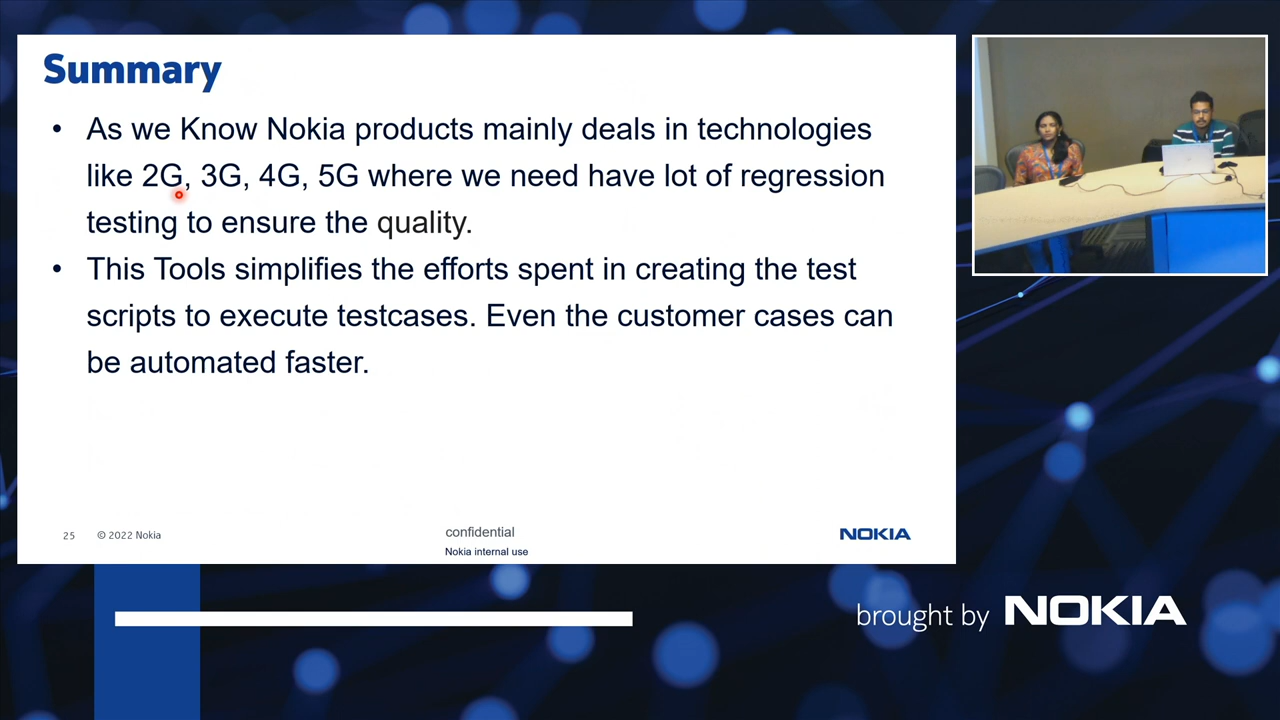 Summary
• As we Know Nokia products mainly deals in technologies
like 2G, 3G, 4G, 5G where we need have lot of regression
testing to ensure the quality.
• This Tools simplifies the efforts spent in creating the test
scripts to execute testcases. Even the customer cases can
be automated faster.
25 © 2022 Nokia
confidential
Nokia internal use
NOKIA
brought by NOKIA